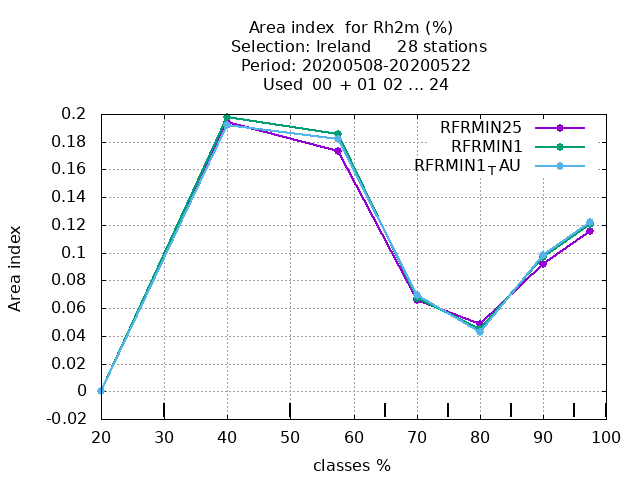 Area index  for Rh2m (%)
Selection: Ireland     28 stations
Period: 20200508-20200522
Used  00 + 01 02 ... 24
RFRMIN25
RFRMIN1
RFRMIN1TAU
0.2
0.18
0.16
0.14
0.12
0.1
0.08
0.06
0.04
0.02
0
-0.02
Area index
20 30 40 50 60 70 80 90 100
classes %